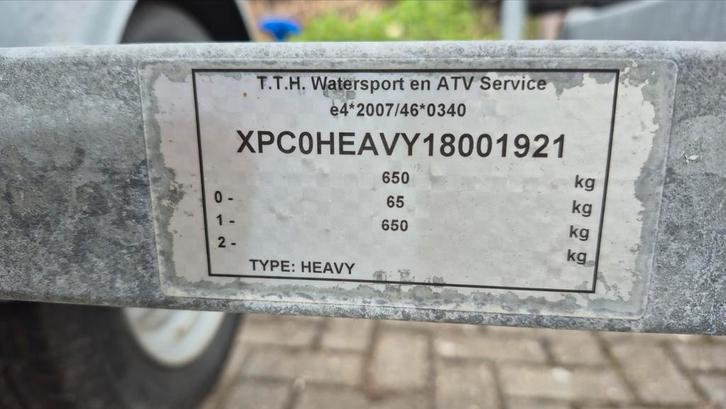 T.T.H. Watersport en ATV Service
e4*2007/46*0340
XPC0HEAVY18001921
650 kg
0 - 65 kg
1 - 650 kg
2 - kg
TYPE: HEAVY